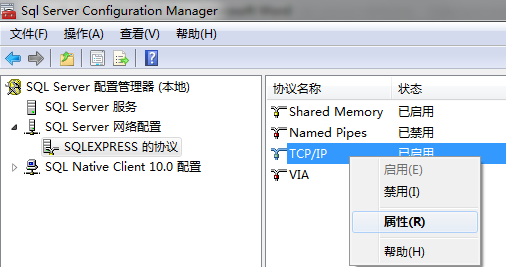 Sql Server Configuration Manager
文件(F) 操作(A) 查看(V) 帮助(H)
SQL Server 配置管理器 (本地)
SQL Server 服务
SQL Server 网络配置
SQLEXPRESS 的协议
SQL Native Client 10.0 配置
协议名称 状态
Shared Memory 已启用
Named Pipes 已禁用
TCP/IP 已启用
VIA
启用(E)
禁用(I)
属性(R)
帮助(H)